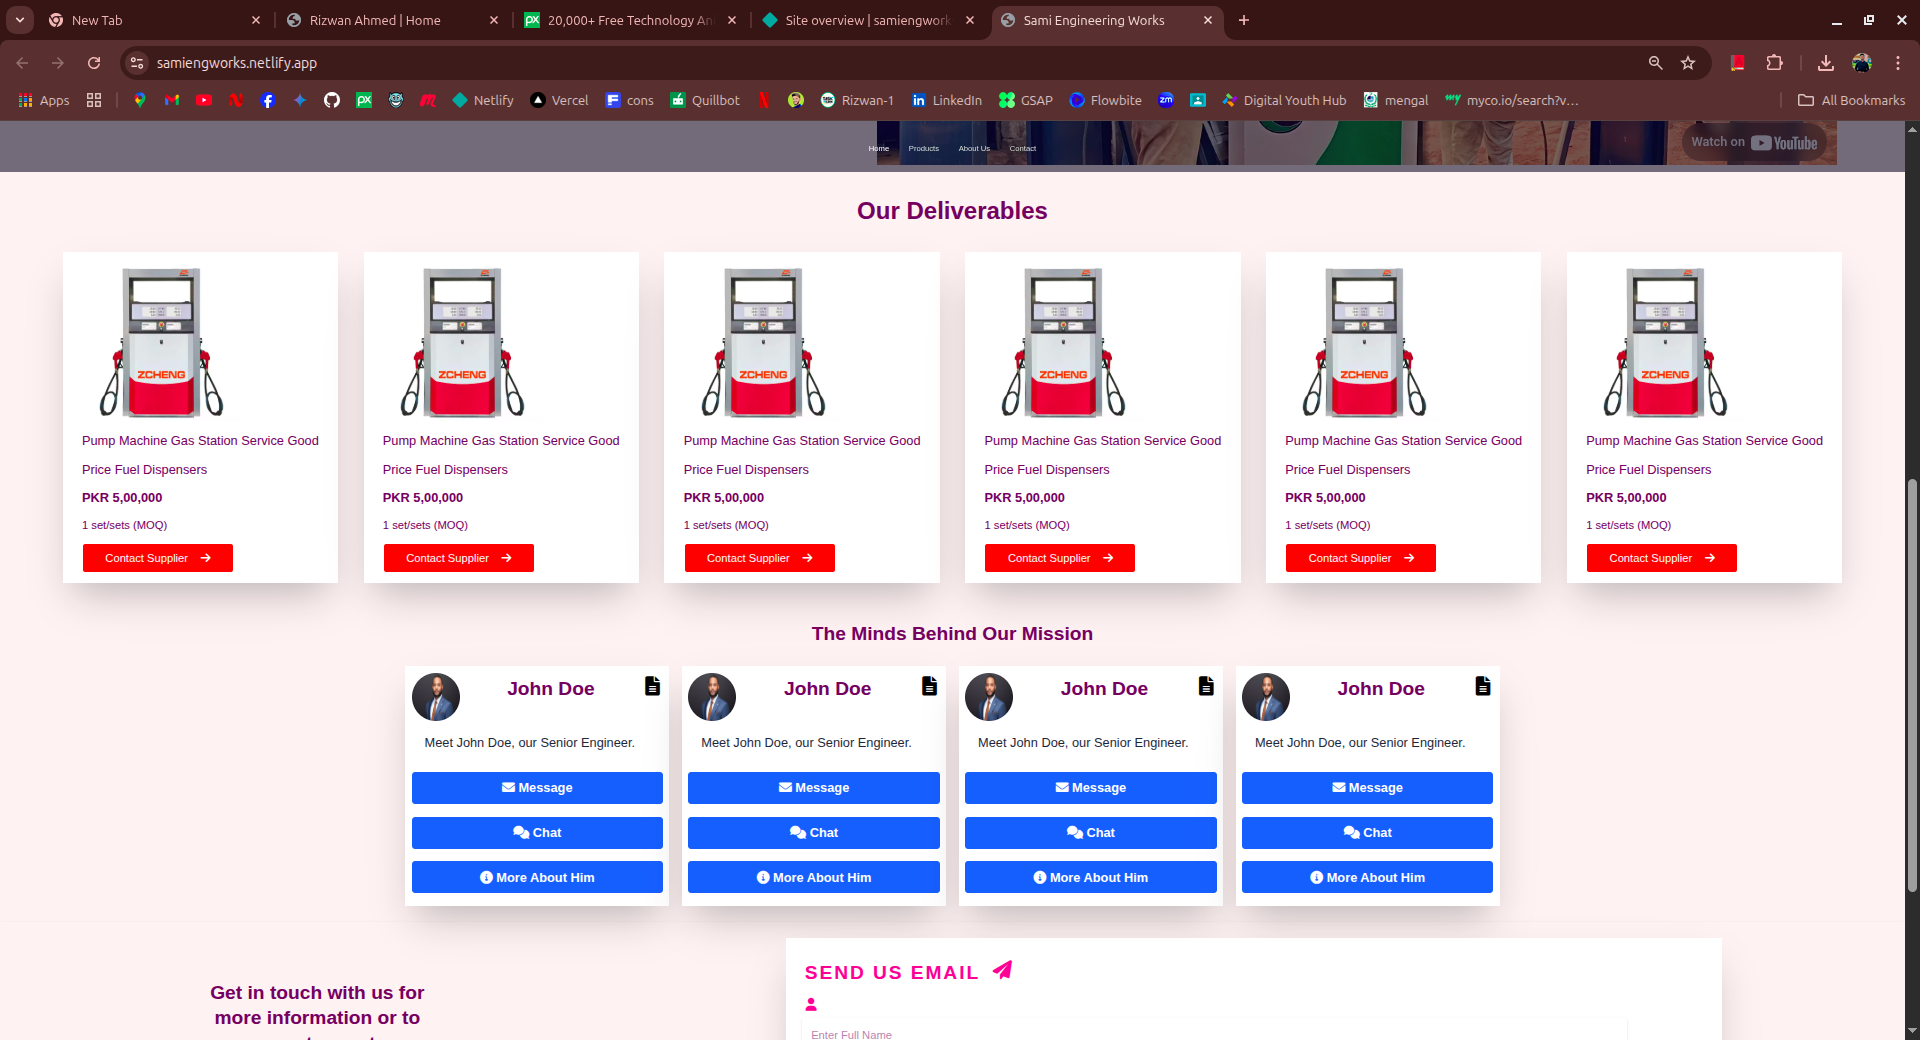 New Tab
Rizwan Ahmed | Home
20,000+ Free Technology An
Site overview | samiengwork
Sami Engineering Works
samiengworks.netlify.app
Apps
Netlify
Vercel
cons
Quillbot
Rizwan-1
LinkedIn
GSAP
Flowbite
Digital Youth Hub
mengal
myco.io/search?v...
All Bookmarks
Home Products About Us Contact
Watch on YouTube
Our Deliverables
ZCHENG ZCHENG ZCHENG ZCHENG ZCHENG ZCHENG
Pump Machine Gas Station Service Good Pump Machine Gas Station Service Good Pump Machine Gas Station Service Good Pump Machine Gas Station Service Good Pump Machine Gas Station Service Good Pump Machine Gas Station Service Good
Price Fuel Dispensers Price Fuel Dispensers Price Fuel Dispensers Price Fuel Dispensers Price Fuel Dispensers Price Fuel Dispensers
PKR 5,00,000 PKR 5,00,000 PKR 5,00,000 PKR 5,00,000 PKR 5,00,000 PKR 5,00,000
1 set/sets (MOQ) 1 set/sets (MOQ) 1 set/sets (MOQ) 1 set/sets (MOQ) 1 set/sets (MOQ) 1 set/sets (MOQ)
Contact Supplier Contact Supplier Contact Supplier Contact Supplier Contact Supplier Contact Supplier
The Minds Behind Our Mission
John Doe John Doe John Doe John Doe
Meet John Doe, our Senior Engineer. Meet John Doe, our Senior Engineer. Meet John Doe, our Senior Engineer. Meet John Doe, our Senior Engineer.
Message Message Message Message
Chat Chat Chat Chat
More About Him More About Him More About Him More About Him
Get in touch with us for
more information or to
SEND US EMAIL
Enter Full Name